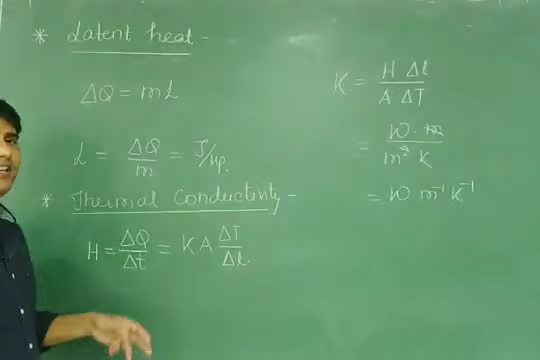 * Latent heat -
ΔQ = mL
L = ΔQ/m = J/kg.
* Thermal Conductivity -
H = ΔQ/Δt = KA ΔT/Δl.
K = H Δl / A ΔT
= W · m / m² K
= W m⁻¹ K⁻¹